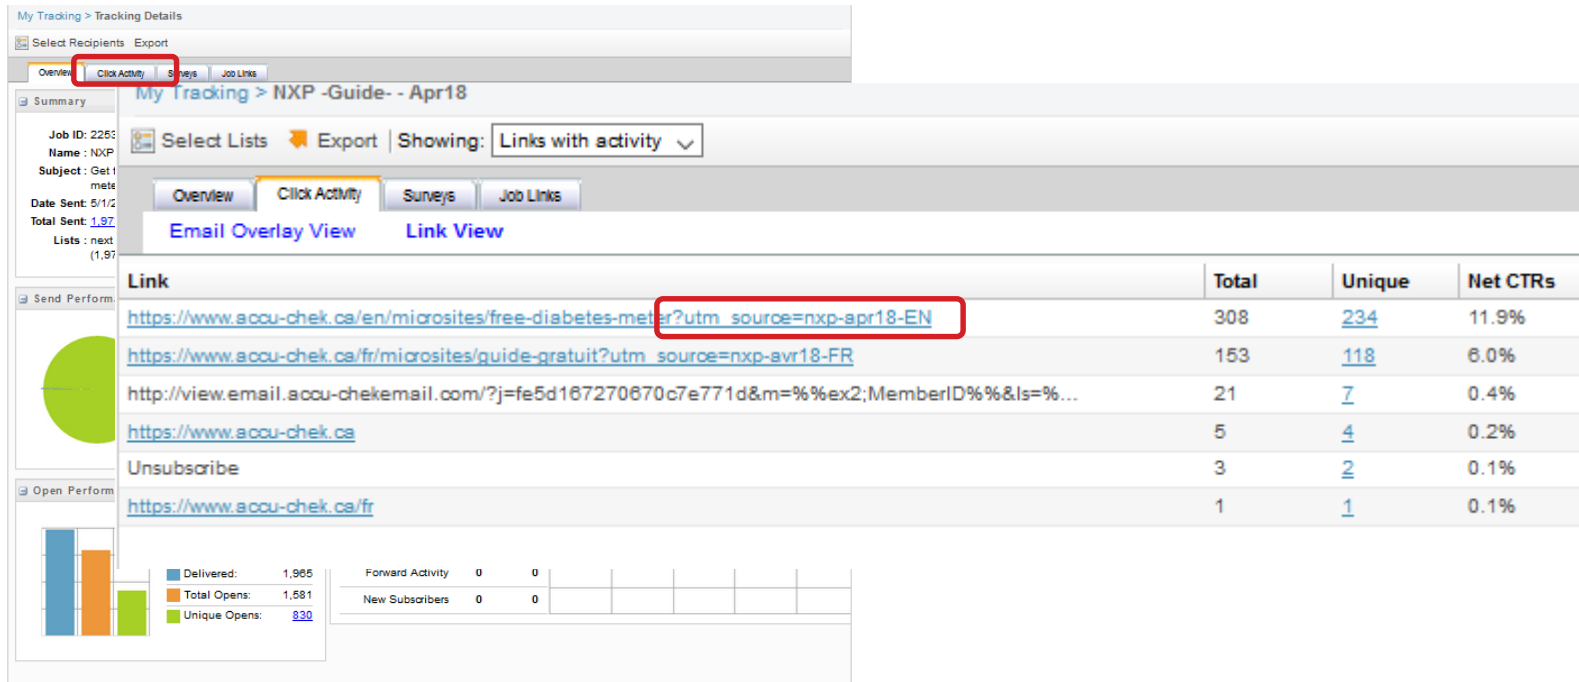 My Tracking > Tracking Details
Select Recipients Export
Overview Click Activity Surveys Job Links
Summary
Job ID: 2253
Name : NXP
Subject : Get
mete
Date Sent: 5/1/2
Total Sent: 1,97
Lists : next
(1,97
Send Perform
Open Perform
My Tracking > NXP -Guide- - Apr18
Select Lists Export Showing: Links with activity
Overview Click Activity Surveys Job Links
Email Overlay View Link View
Link Total Unique Net CTRs
https://www.accu-chek.ca/en/microsites/free-diabetes-meter?utm_source=nxp-apr18-EN 308 234 11.9%
https://www.accu-chek.ca/fr/microsites/guide-gratuit?utm_source=nxp-avr18-FR 153 118 6.0%
http://view.email.accu-chekemail.com/?j=fe5d167270670c7e771d&m=%%ex2;MemberID%%&ls=%... 21 7 0.4%
https://www.accu-chek.ca 5 4 0.2%
Unsubscribe 3 2 0.1%
https://www.accu-chek.ca/fr 1 1 0.1%
Delivered: 1,965
Total Opens: 1,581
Unique Opens: 830
Forward Activity 0 0
New Subscribers 0 0